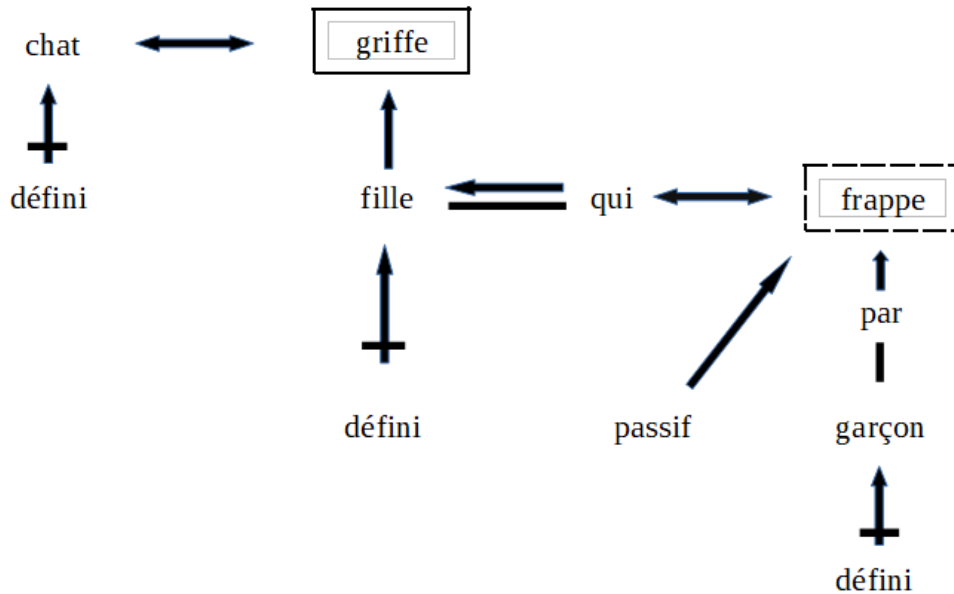 chat griffe
défini fille qui frappe
par
défini passif garçon
défini